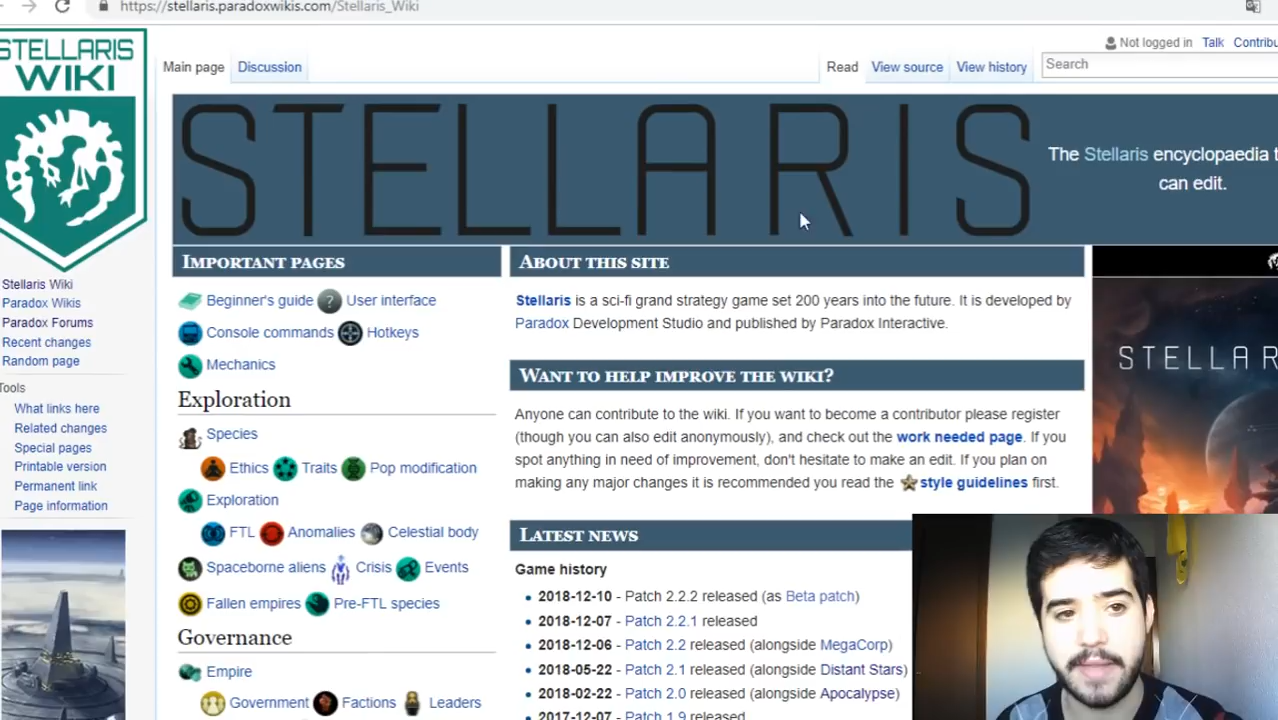 https://stellaris.paradoxwikis.com/Stellaris_Wiki
STELLARIS
WIKI
Not logged in Talk
Main page Discussion Read View source View history Search
STELLARIS
The Stellaris encyclopaedia
can edit.
Stellaris Wiki
Paradox Wikis
Paradox Forums
Recent changes
Random page
Tools
What links here
Related changes
Special pages
Printable version
Permanent link
Page information
Important pages
Beginner's guide ? User interface
Console commands Hotkeys
Mechanics
Exploration
Species
Ethics Traits Pop modification
Exploration
FTL Anomalies Celestial body
Spaceborne aliens Crisis Events
Fallen empires Pre-FTL species
Governance
Empire
Government Factions Leaders
About this site
Stellaris is a sci-fi grand strategy game set 200 years into the future. It is developed by
Paradox Development Studio and published by Paradox Interactive.
Want to help improve the wiki?
Anyone can contribute to the wiki. If you want to become a contributor please register
(though you can also edit anonymously), and check out the work needed page. If you
spot anything in need of improvement, don't hesitate to make an edit. If you plan on
making any major changes it is recommended you read the style guidelines first.
Latest news
Game history
2018-12-10 - Patch 2.2.2 released (as Beta patch)
2018-12-07 - Patch 2.2.1 released
2018-12-06 - Patch 2.2 released (alongside MegaCorp)
2018-05-22 - Patch 2.1 released (alongside Distant Stars)
2018-02-22 - Patch 2.0 released (alongside Apocalypse)
2017-12-07 - Patch 1.9 released
STELLAR